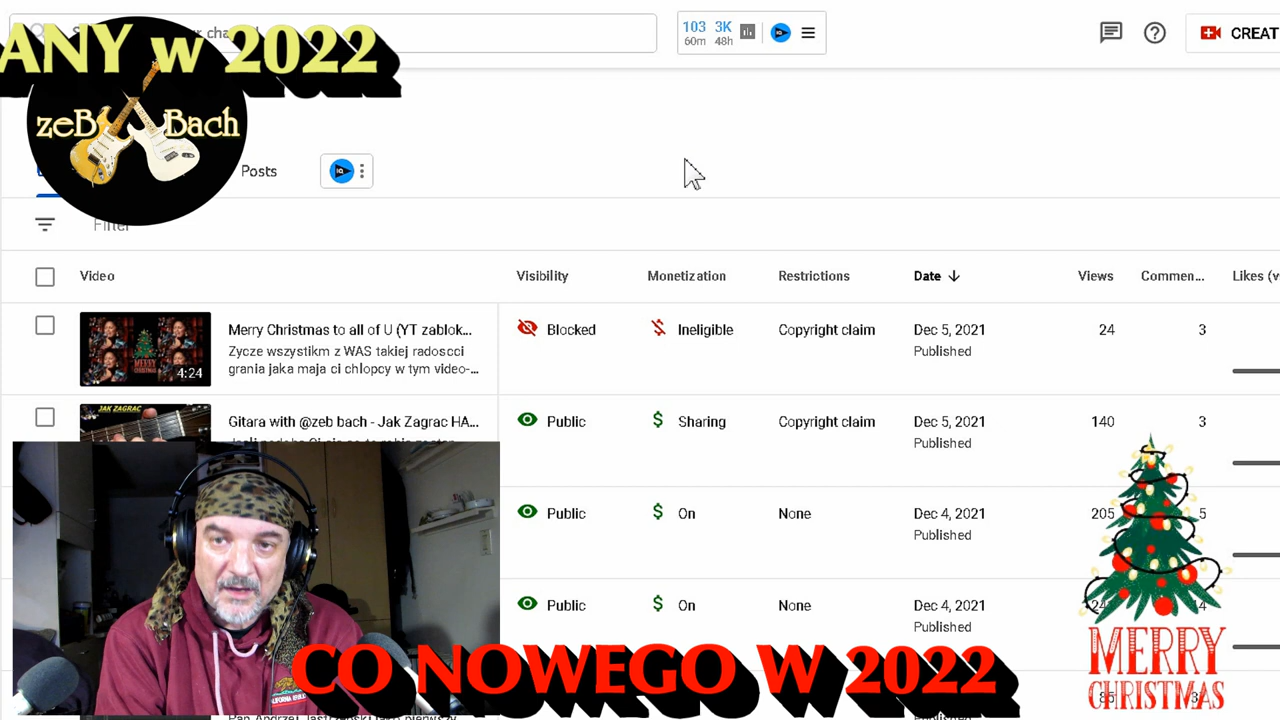 ANY w 2022
zeB Bach
103 3K
60m 48h
CREAT
Posts
Filter
Video Visibility Monetization Restrictions Date Views Commen... Likes (v
Merry Christmas to all of U (YT zablok... Blocked Ineligible Copyright claim Dec 5, 2021 24 3
Zycze wszystkim z WAS takiej radoscci Published
grania jaka maja ci chlopcy w tym video-...
4:24
JAK ZAGRAC
Gitara with @zeb bach - Jak Zagrac HA... Public Sharing Copyright claim Dec 5, 2021 140 3
Published
Public On None Dec 4, 2021 205 5
Published
Public On None Dec 4, 2021
Published
CALIFORNIA REPUBLIC
CO NOWEGO W 2022
MERRY
CHRISTMAS